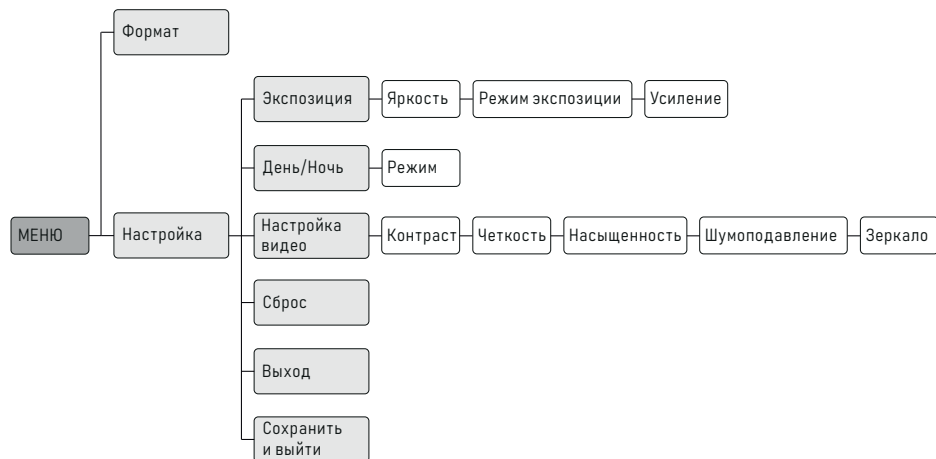 Формат
Экспозиция
Яркость
Режим экспозиции
Усиление
День/Ночь
Режим
МЕНЮ
Настройка
Настройка
видео
Контраст
Четкость
Насыщенность
Шумоподавление
Зеркало
Сброс
Выход
Сохранить
и выйти